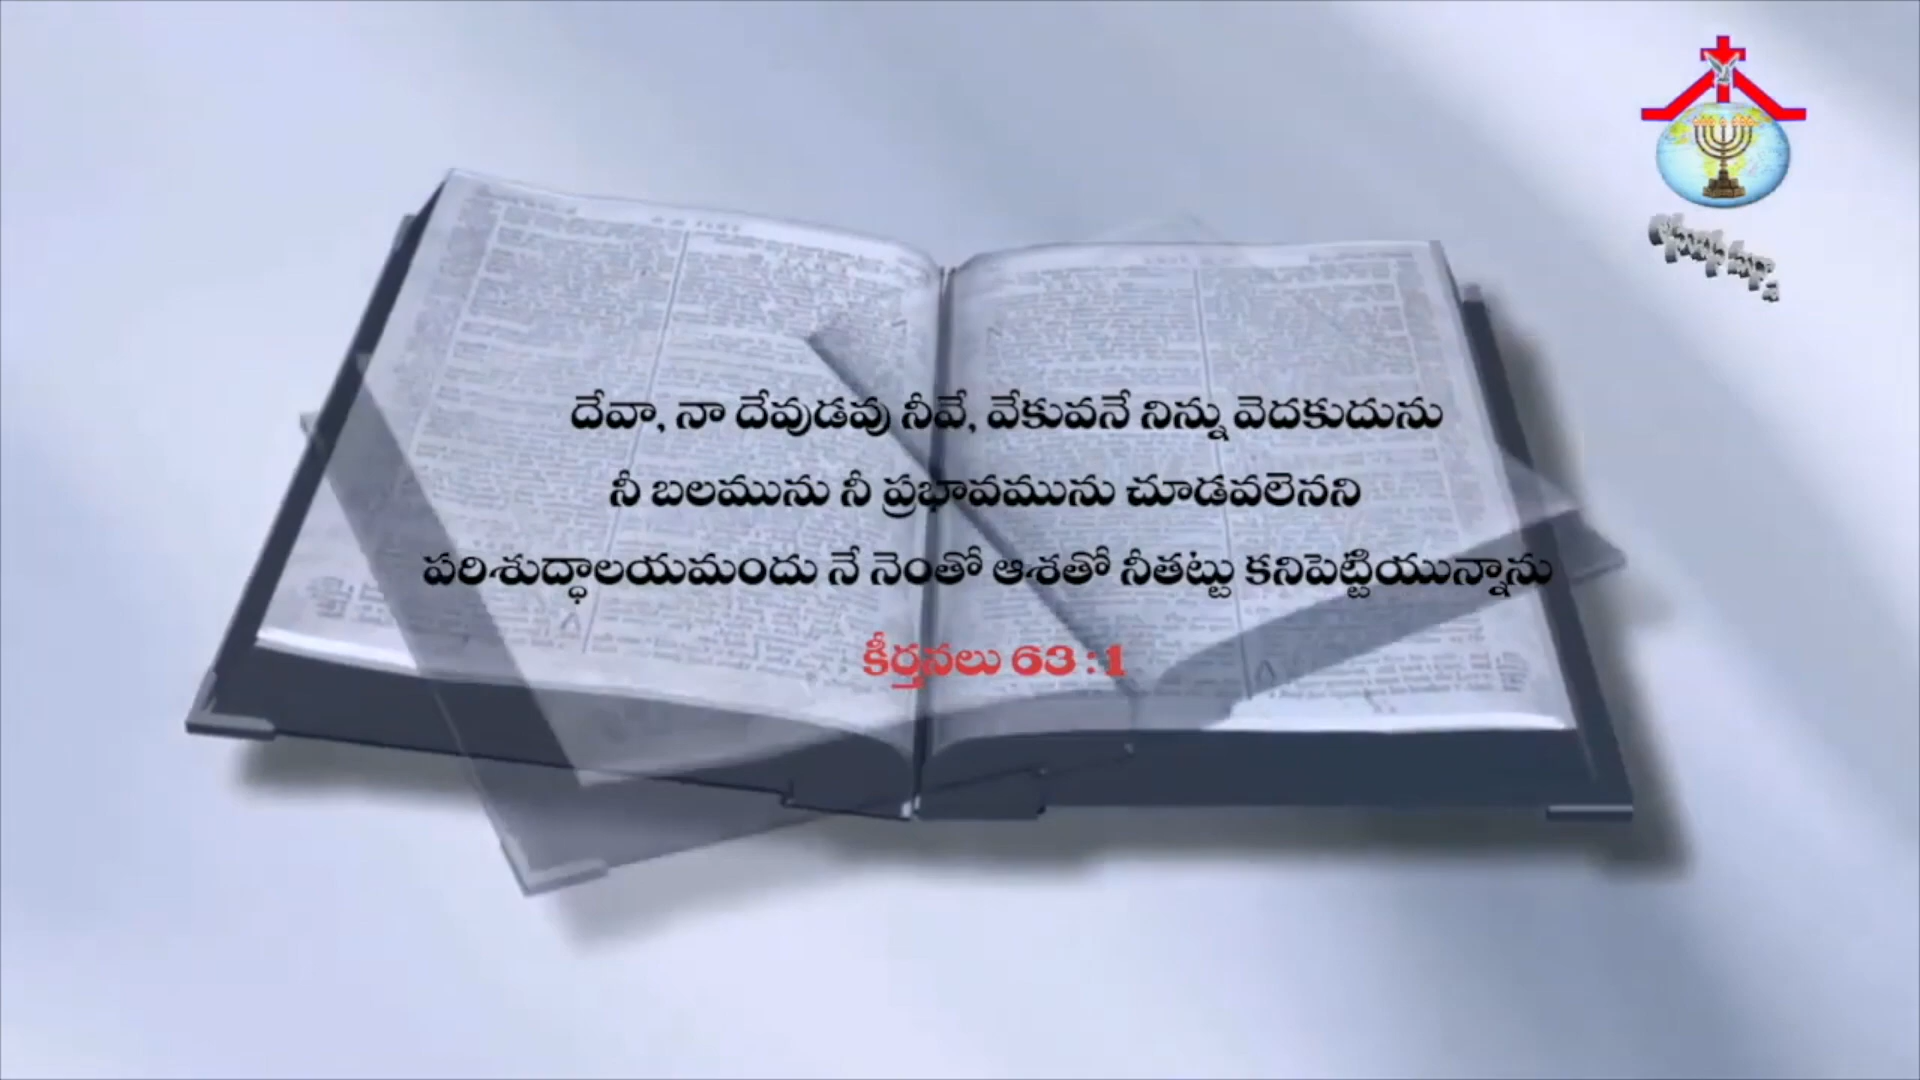 దేవా, నా దేవుడవు నీవే, వేకువనే నిన్ను వెదకుదును
నీ బలమును నీ ప్రభావమును చూడవలెనని
పరిశుద్ధాలయమందు నే నెంతో ఆశతో నీతట్టు కనిపెట్టియున్నాను
కీర్తనలు 63 : 1